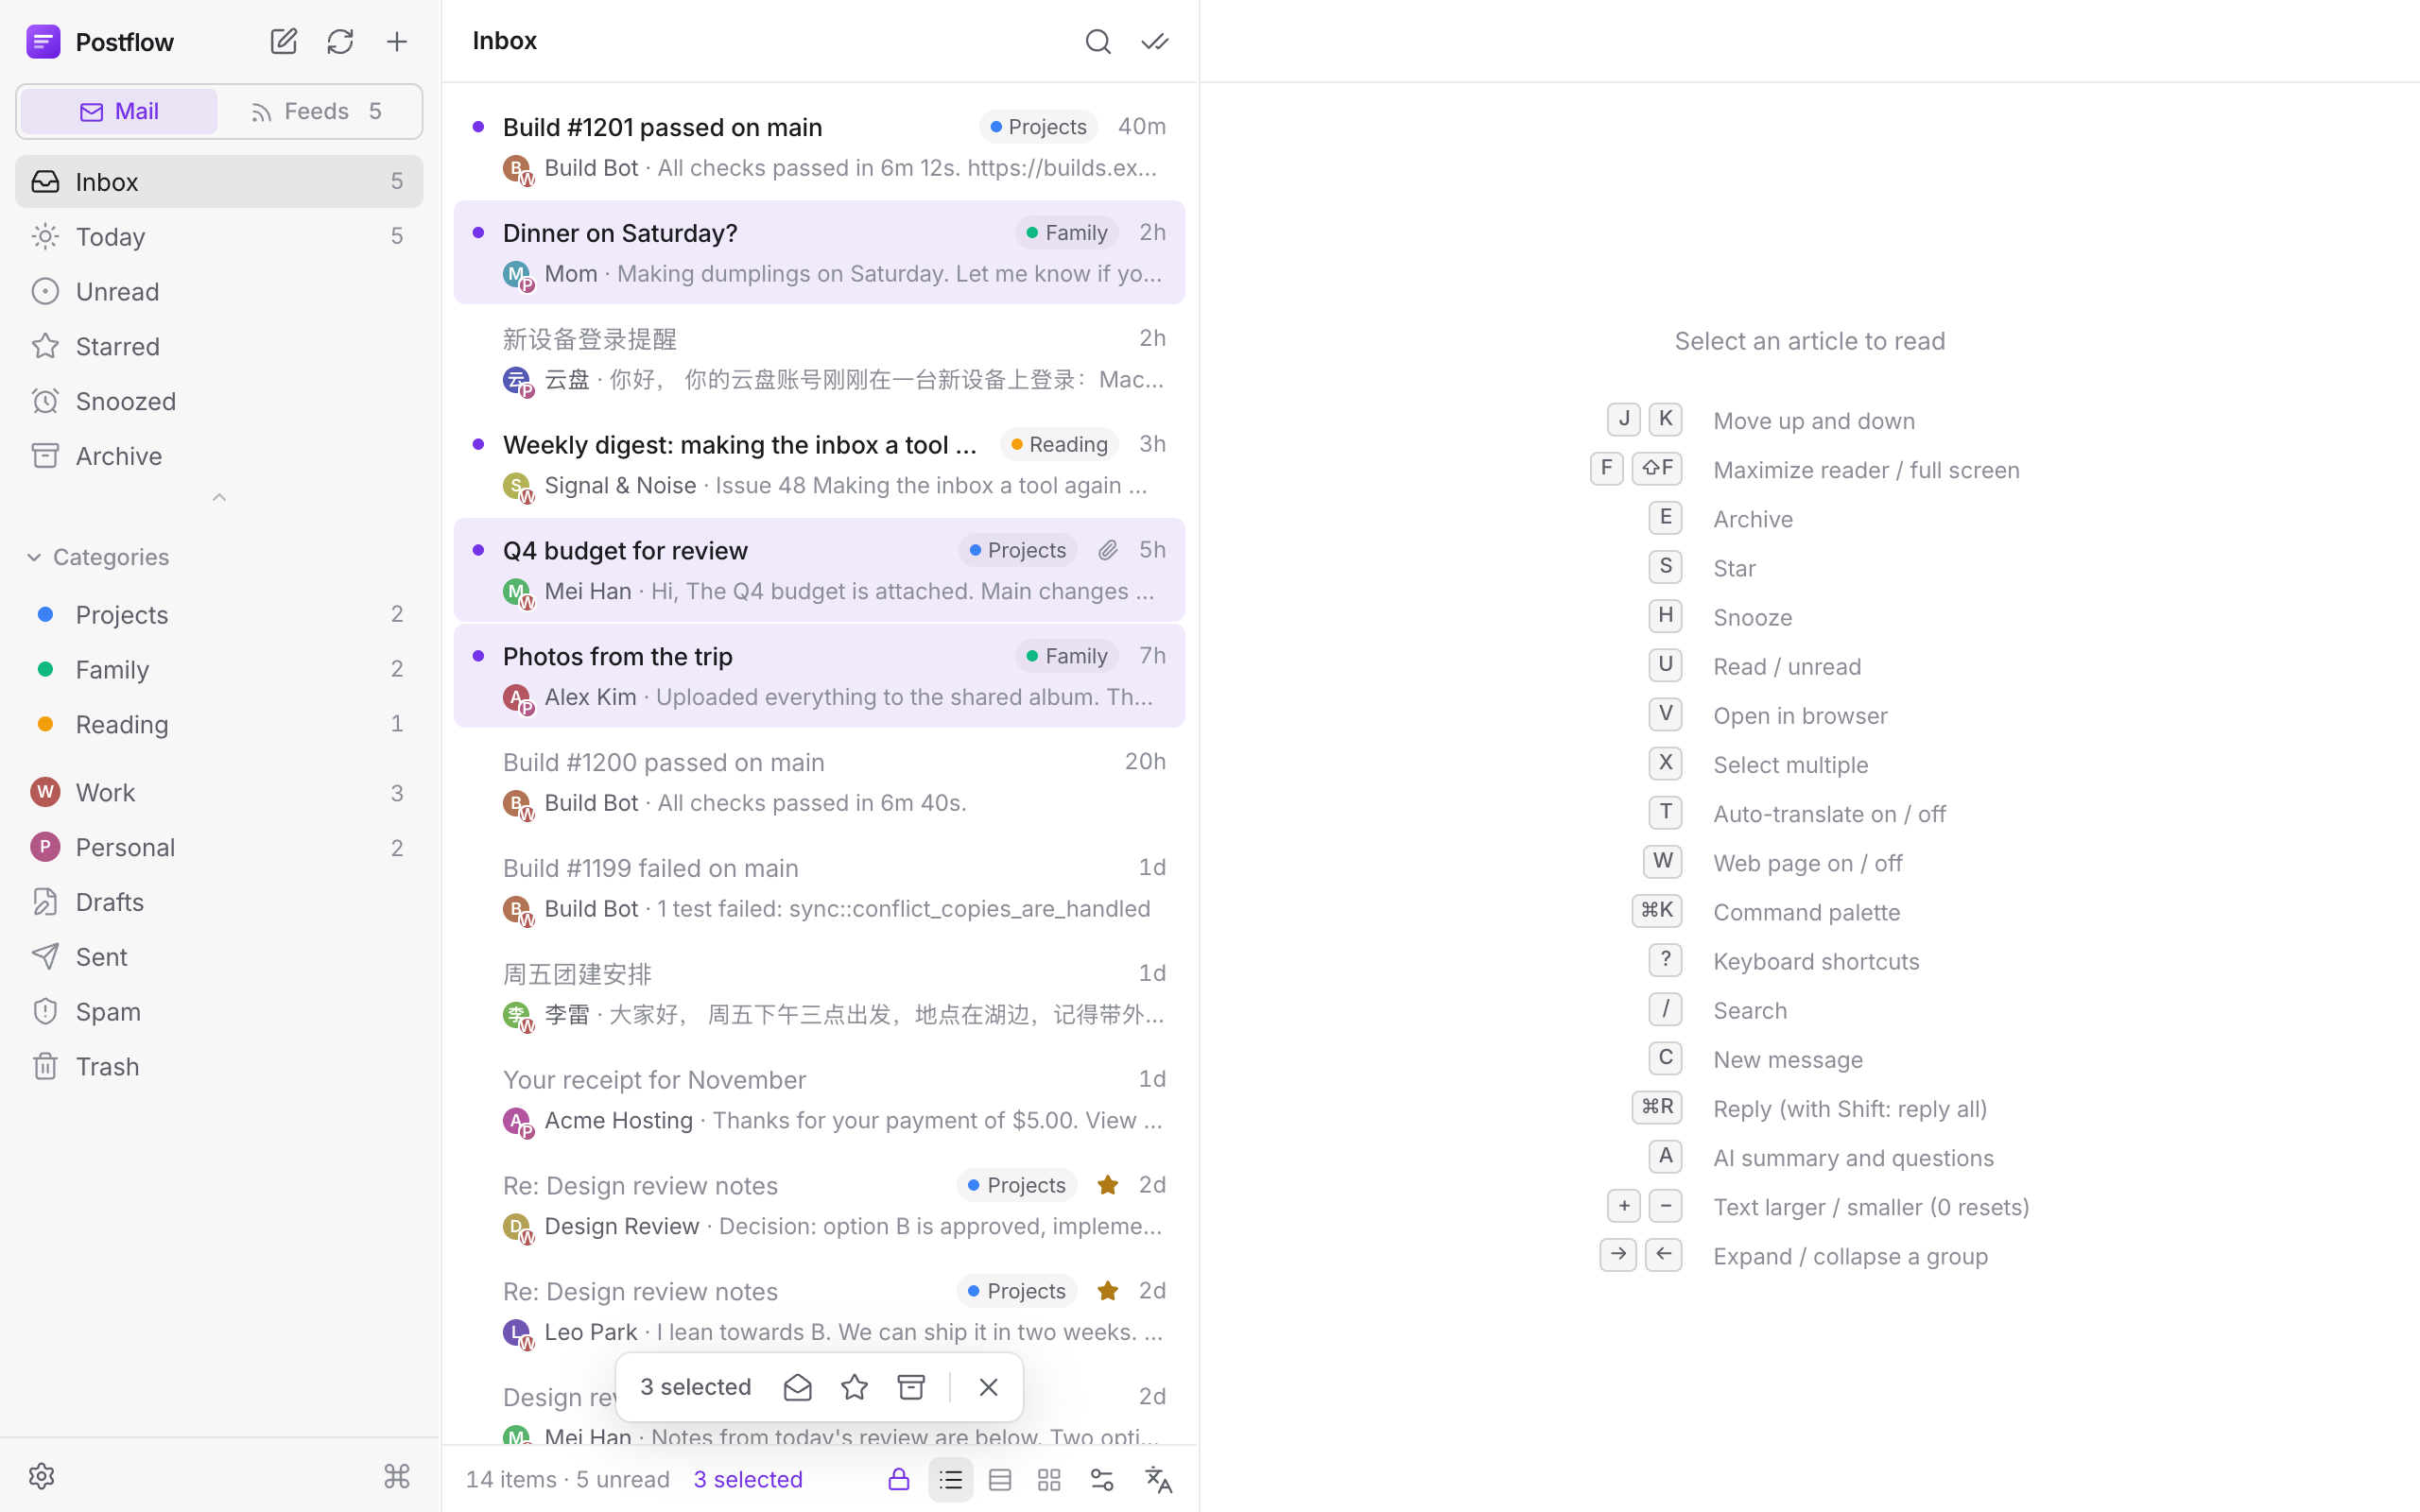 Postflow
Mail
Feeds 5
Inbox 5
Today 5
Unread
Starred
Snoozed
Archive
Categories
Projects 2
Family 2
Reading 1
W Work 3
P Personal 2
Drafts
Sent
Spam
Trash
Inbox
Build #1201 passed on main Projects 40m
B W Build Bot · All checks passed in 6m 12s. https://builds.ex...
Dinner on Saturday? Family 2h
M P Mom · Making dumplings on Saturday. Let me know if yo...
新设备登录提醒 2h
云 P 云盘 · 你好， 你的云盘账号刚刚在一台新设备上登录：Mac...
Weekly digest: making the inbox a tool ... Reading 3h
S W Signal & Noise · Issue 48 Making the inbox a tool again ...
Q4 budget for review Projects 5h
M W Mei Han · Hi, The Q4 budget is attached. Main changes ...
Photos from the trip Family 7h
A P Alex Kim · Uploaded everything to the shared album. Th...
Build #1200 passed on main 20h
B W Build Bot · All checks passed in 6m 40s.
Build #1199 failed on main 1d
B W Build Bot · 1 test failed: sync::conflict_copies_are_handled
周五团建安排 1d
李 W 李雷 · 大家好， 周五下午三点出发，地点在湖边，记得带外...
Your receipt for November 1d
A P Acme Hosting · Thanks for your payment of $5.00. View ...
Re: Design review notes Projects 2d
D W Design Review · Decision: option B is approved, impleme...
Re: Design review notes Projects 2d
L W Leo Park · I lean towards B. We can ship it in two weeks. ...
Design rev 2d
M Mei Han · Notes from today's review are below. Two opti...
3 selected
14 items · 5 unread 3 selected
Select an article to read
J K Move up and down
F ⇧F Maximize reader / full screen
E Archive
S Star
H Snooze
U Read / unread
V Open in browser
X Select multiple
T Auto-translate on / off
W Web page on / off
⌘K Command palette
? Keyboard shortcuts
/ Search
C New message
⌘R Reply (with Shift: reply all)
A AI summary and questions
+ − Text larger / smaller (0 resets)
→ ← Expand / collapse a group